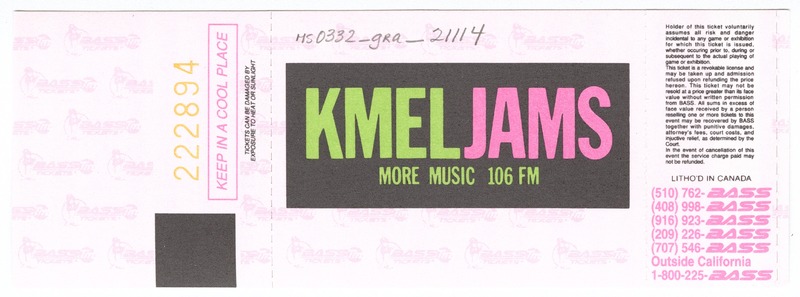 MS0332_gra_21114
222894
KEEP IN A COOL PLACE
TICKETS CAN BE DAMAGED BY
EXPOSURE TO HEAT OR SUNLIGHT
KMELJAMS
MORE MUSIC 106 FM
Holder of this ticket voluntarily
assumes all risk and danger
incidental to any game or exhibition
for which this ticket is issued,
whether occuring prior to, during or
subsequent to the actual playing of
game or exhibition.
This ticket is a revokable license and
may be taken up and admission
refused upon refunding the price
hereon. This ticket may not be
resold at a price greater than its face
value without written permission
from BASS. All sums in excess of
face value received by a person
reselling one or more tickets to this
event may be recovered by BASS
together with punitive damages,
attorney's fees, court costs, and
injuctive relief, as determined by the
Court.
In the event of cancellation of this
event the service charge paid may
not be refunded.
LITHO'D IN CANADA
(510) 762-BASS
(408) 998-BASS
(916) 923-BASS
(209) 226-BASS
(707) 546-BASS
Outside California
1-800-225-BASS